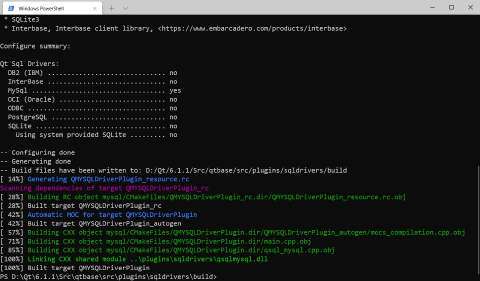 Windows PowerShell
* SQLite3
* Interbase, Interbase client library, <https://www.embarcadero.com/products/interbase>
Configure summary:
Qt Sql Drivers:
DB2 (IBM) .............................. no
InterBase .............................. no
MySql .................................. yes
OCI (Oracle) ........................... no
ODBC ................................... no
PostgreSQL ............................. no
SQLite ................................. no
Using system provided SQLite ......... no
-- Configuring done
-- Generating done
-- Build files have been written to: D:/Qt/6.1.1/Src/qtbase/src/plugins/sqldrivers/build
[ 14%] Generating QMYSQLDriverPlugin_resource.rc
Scanning dependencies of target QMYSQLDriverPlugin_rc
[ 28%] Building RC object mysql/CMakeFiles/QMYSQLDriverPlugin_rc.dir/QMYSQLDriverPlugin_resource.rc.obj
[ 28%] Built target QMYSQLDriverPlugin_rc
[ 42%] Automatic MOC for target QMYSQLDriverPlugin
[ 42%] Built target QMYSQLDriverPlugin_autogen
[ 57%] Building CXX object mysql/CMakeFiles/QMYSQLDriverPlugin.dir/QMYSQLDriverPlugin_autogen/mocs_compilation.cpp.obj
[ 71%] Building CXX object mysql/CMakeFiles/QMYSQLDriverPlugin.dir/main.cpp.obj
[ 85%] Building CXX object mysql/CMakeFiles/QMYSQLDriverPlugin.dir/qsql_mysql.cpp.obj
[100%] Linking CXX shared module ..\plugins\sqldrivers\qsqlmysql.dll
[100%] Built target QMYSQLDriverPlugin
PS D:\Qt\6.1.1\Src\qtbase\src\plugins\sqldrivers\build>